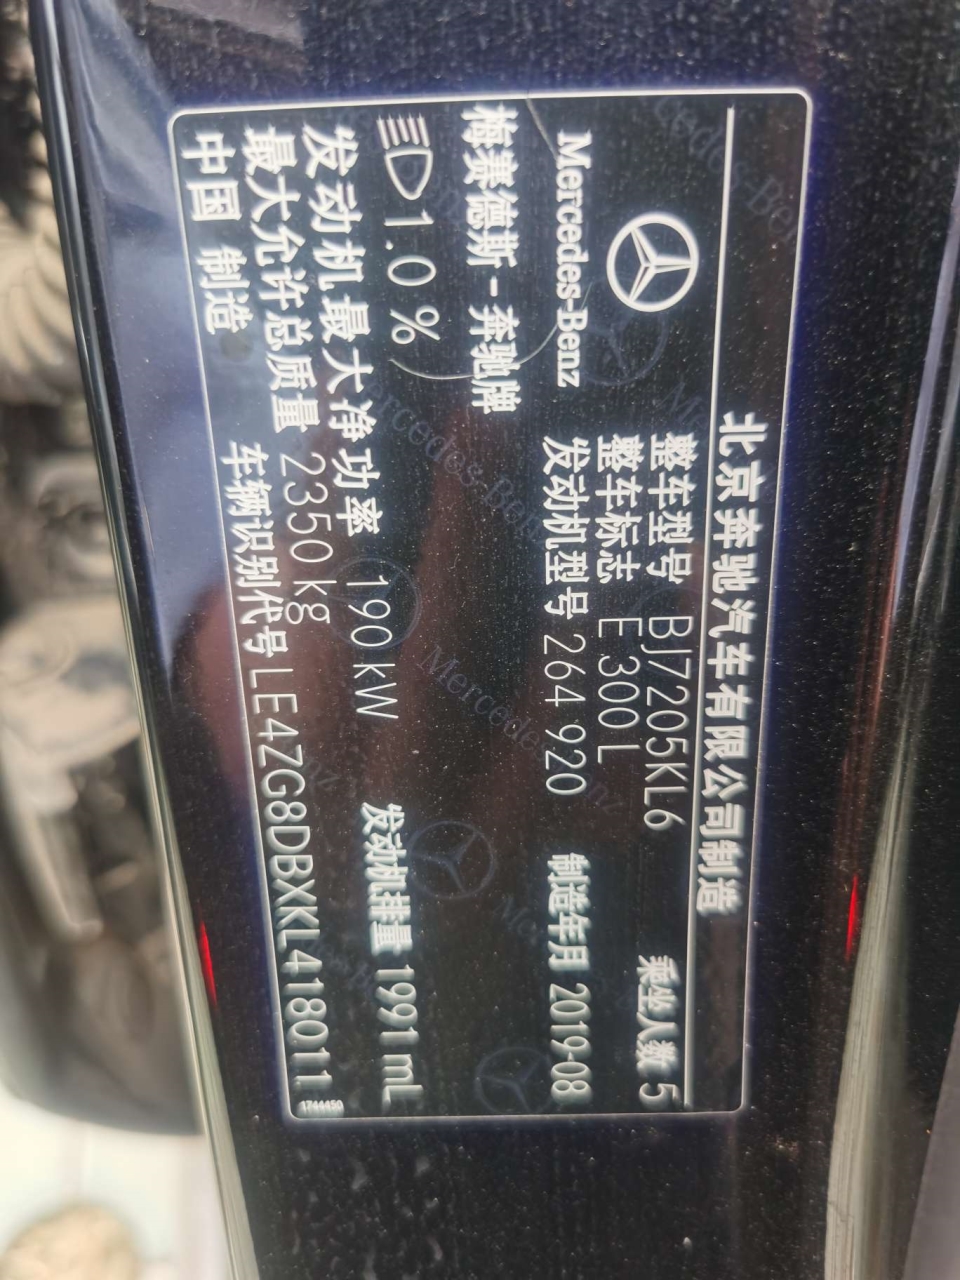 北京奔驰汽车有限公司制造
Mercedes-Benz
整车型号 BJ7205KL6 乘坐人数 5
整车标志 E 300 L
发动机型号 264 920 制造年月 2019-08
梅赛德斯-奔驰牌
1.0 %
发动机最大净功率 190 kW 发动机排量 1991 mL
最大允许总质量 2350 kg
中国 制造 车辆识别代号 LE4ZG8DBXKL418011
1744450